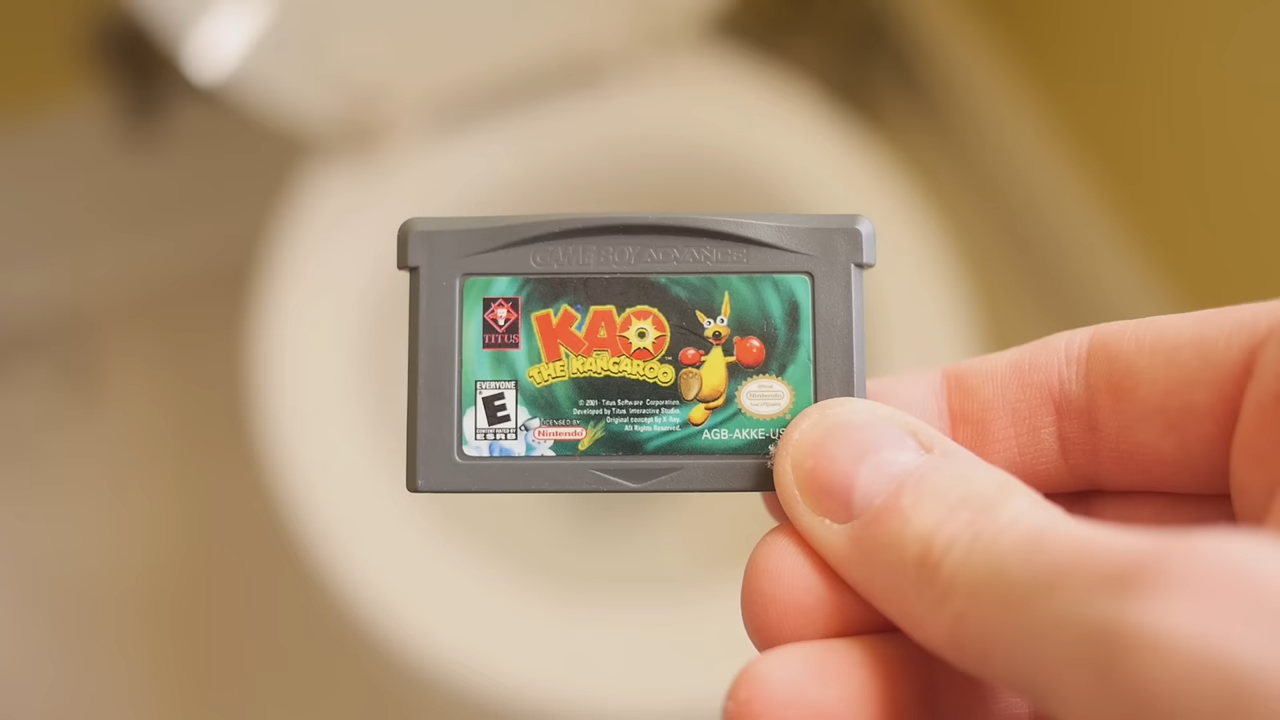 GAME BOY ADVANCE
TITUS
KAO
THE KANGAROO
™
EVERYONE
E
CONTENT RATED BY
ESRB
© 2001 Titus Software Corporation.
Developed by Titus Interactive Studio.
Original concept by X-Ray.
All Rights Reserved.
LICENSED BY
Nintendo
Official
Nintendo
Seal of Quality
AGB-AKKE-US